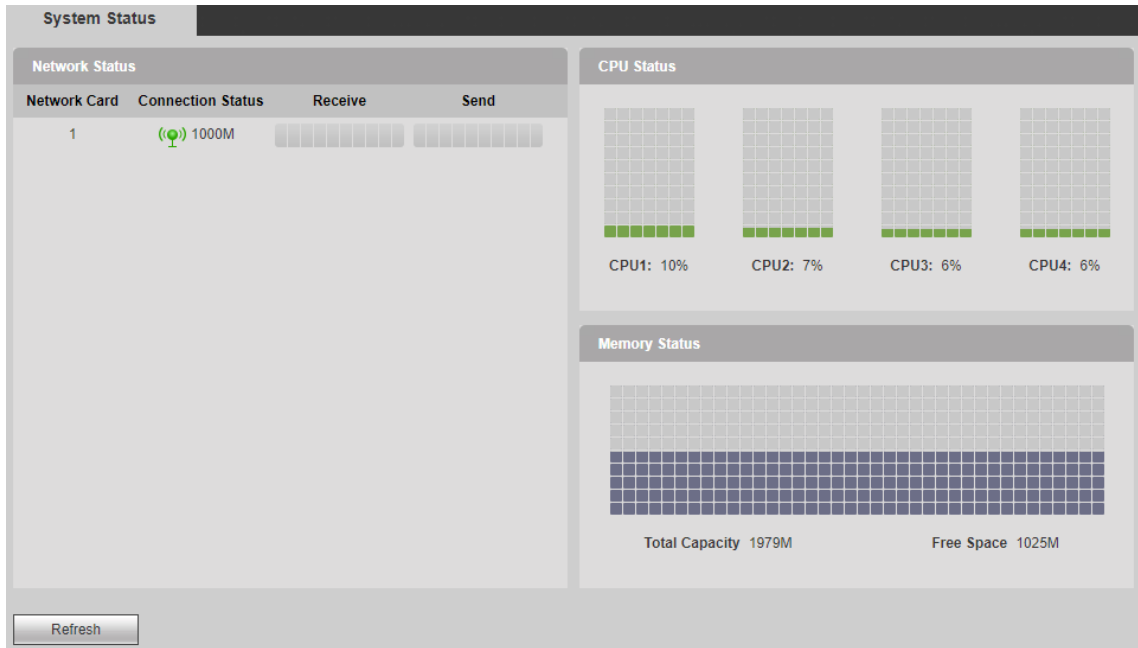 System Status
Network Status
Network Card Connection Status Receive Send
1 1000M
CPU Status
CPU1: 10% CPU2: 7% CPU3: 6% CPU4: 6%
Memory Status
Total Capacity 1979M Free Space 1025M
Refresh